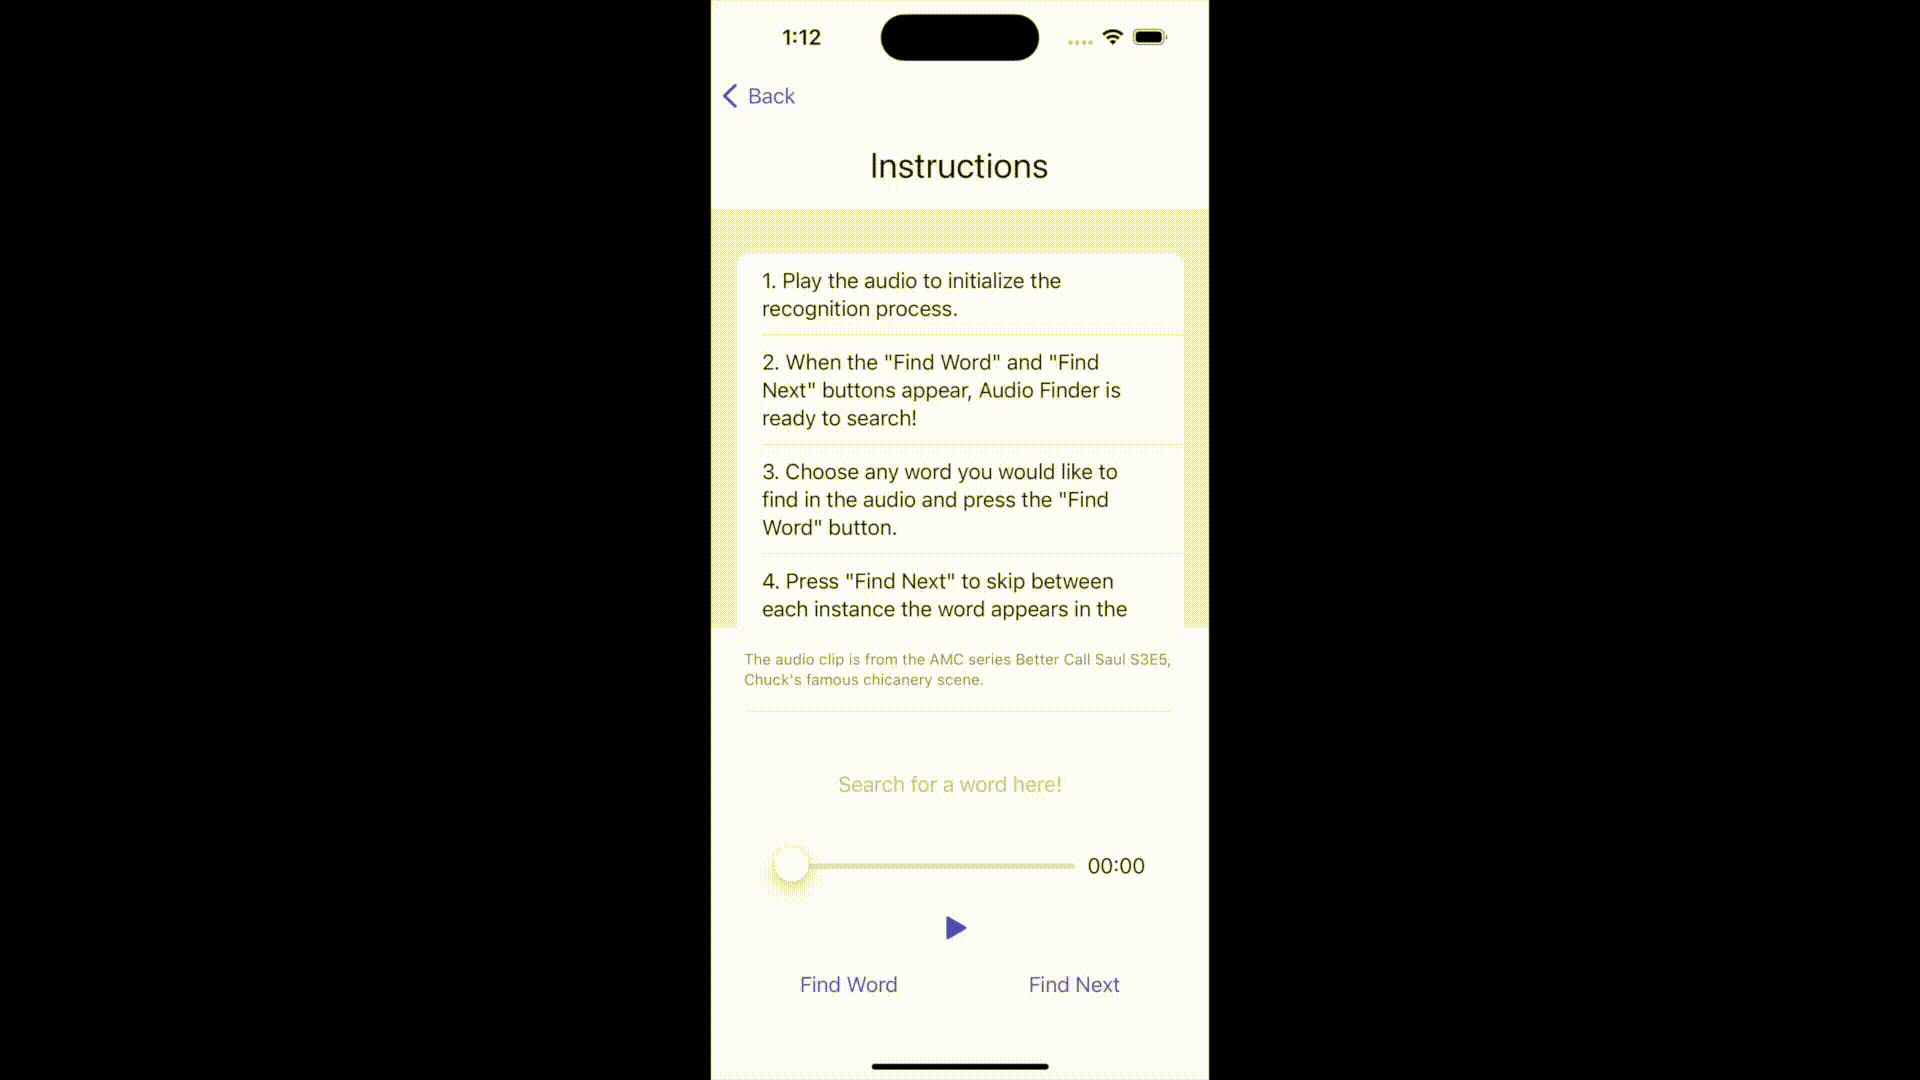 1:12
Back
Instructions
1. Play the audio to initialize the
recognition process.
2. When the "Find Word" and "Find
Next" buttons appear, Audio Finder is
ready to search!
3. Choose any word you would like to
find in the audio and press the "Find
Word" button.
4. Press "Find Next" to skip between
each instance the word appears in the
The audio clip is from the AMC series Better Call Saul S3E5,
Chuck's famous chicanery scene.
Search for a word here!
00:00
Find Word
Find Next